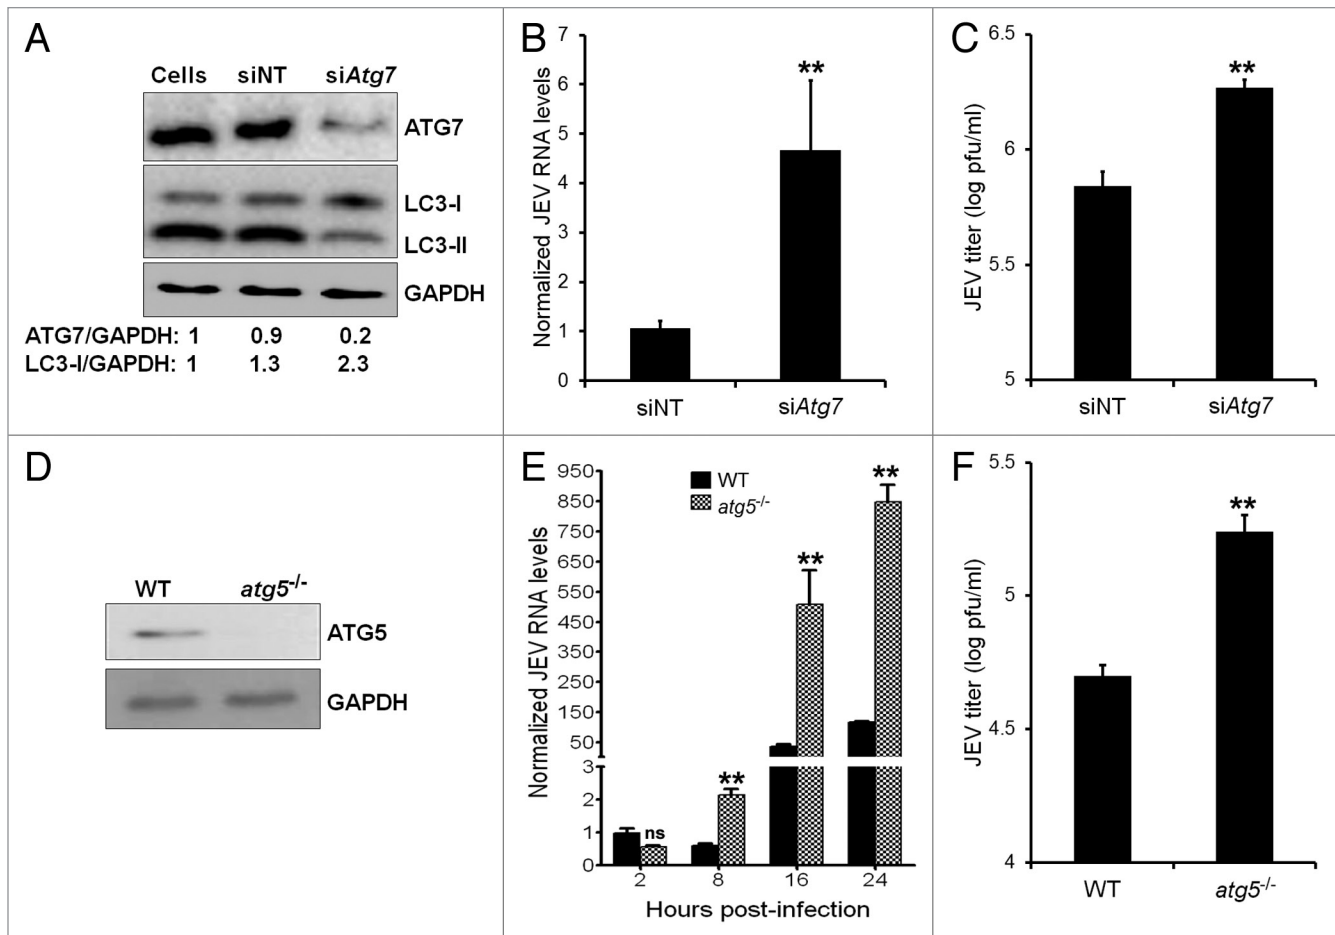 A
Cells siNT siAtg7
ATG7
LC3-I
LC3-II
GAPDH
ATG7/GAPDH: 1 0.9 0.2
LC3-I/GAPDH: 1 1.3 2.3
B
Normalized JEV RNA levels
7
6
5
4
3
2
1
0
**
siNT siAtg7
C
JEV titer (log pfu/ml)
6.5
6
5.5
5
**
siNT siAtg7
D
WT atg5-/-
ATG5
GAPDH
E
Normalized JEV RNA levels
950
850
750
650
550
450
350
250
150
50
3
2
1
0
WT
atg5-/-
ns
**
**
**
2 8 16 24
Hours post-infection
F
JEV titer (log pfu/ml)
5.5
5
4.5
4
**
WT atg5-/-